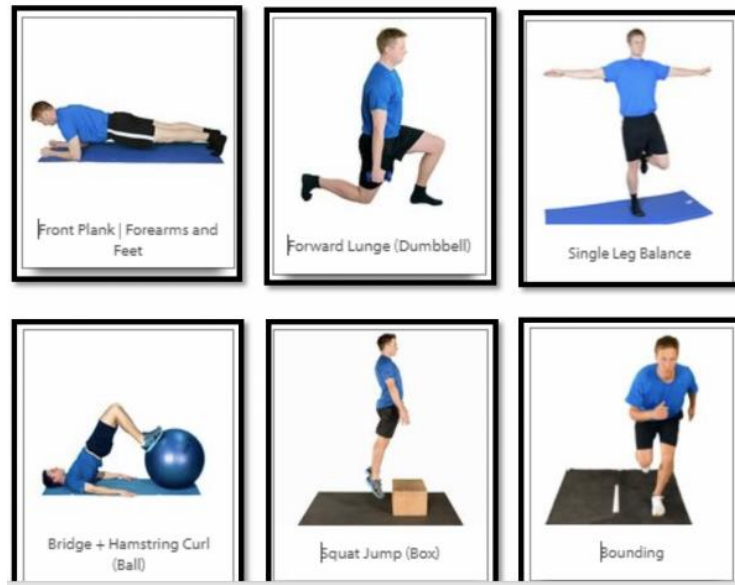 Front Plank | Forearms and
Feet
Forward Lunge (Dumbbell)
Single Leg Balance
Bridge + Hamstring Curl
(Ball)
Squat Jump (Box)
Bounding